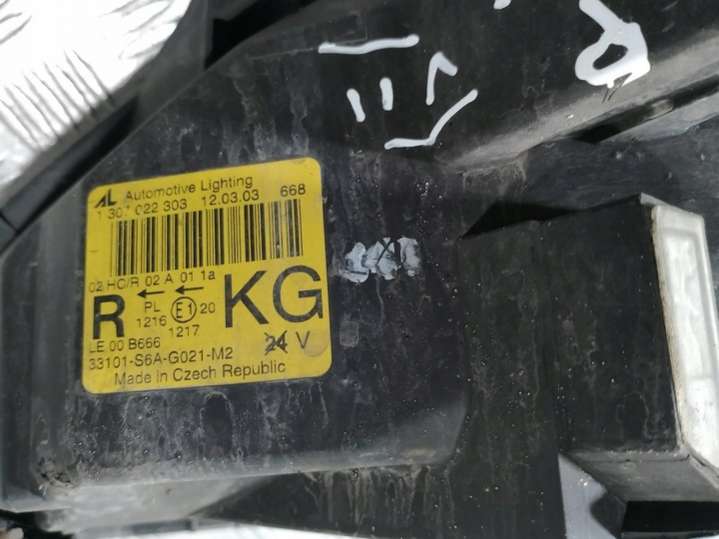 AL Automotive Lighting
1 307 022 303 12.03.03 668
02 HC/R 02 A 01 1a
R PL E1 20 KG
1216 1217
LE 00 B666
33101-S6A-G021-M2 24 V
Made in Czech Republic
R